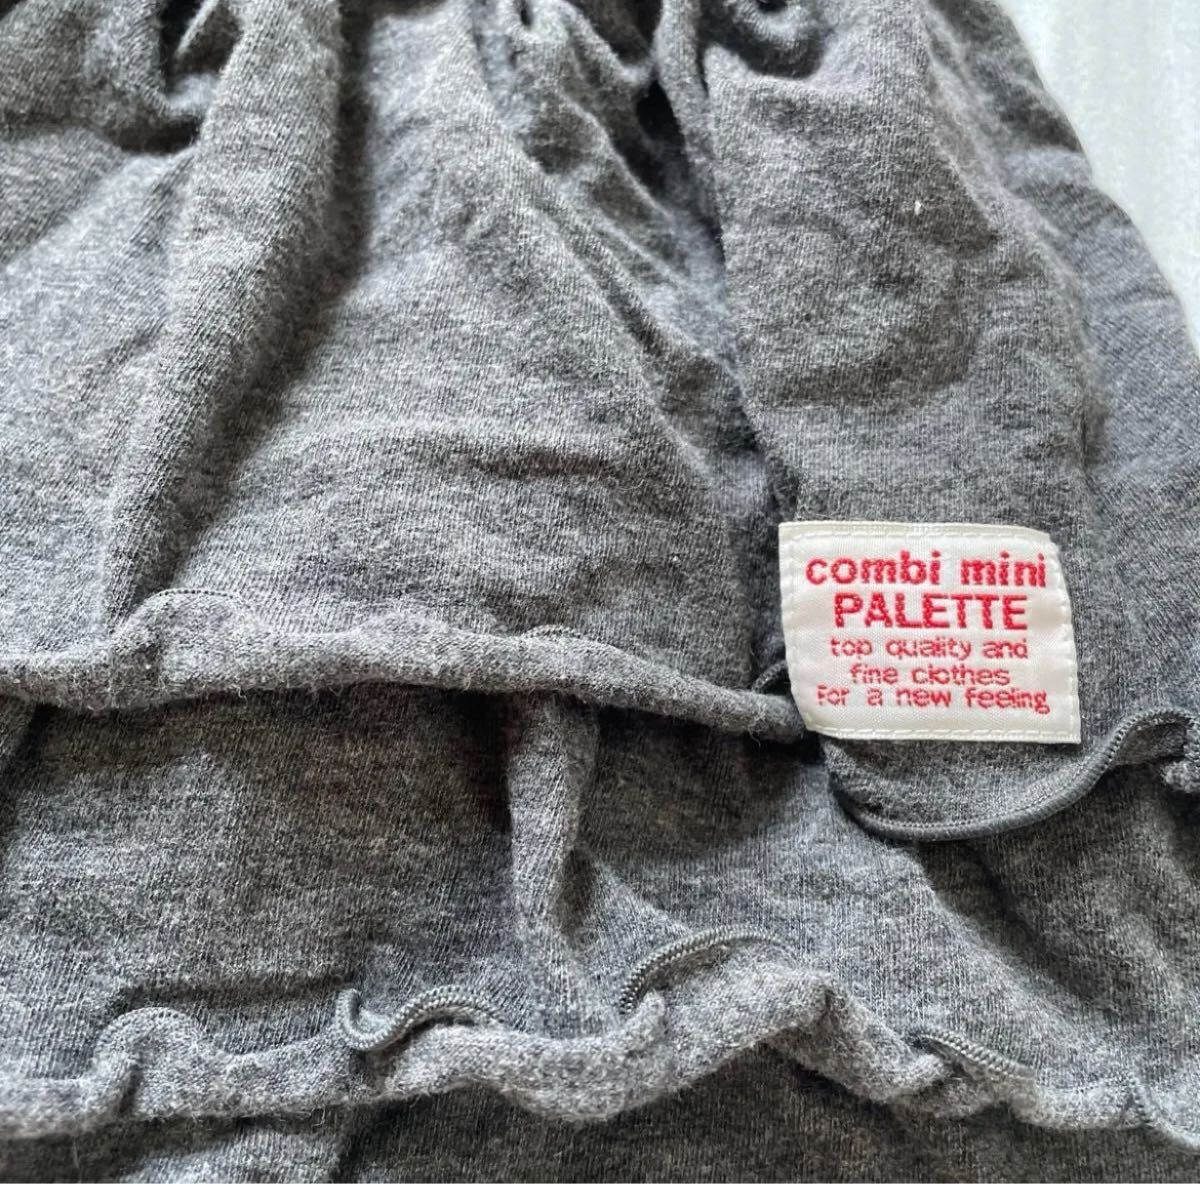 combi mini
PALETTE
top quality and
fine clothes
for a new feeling